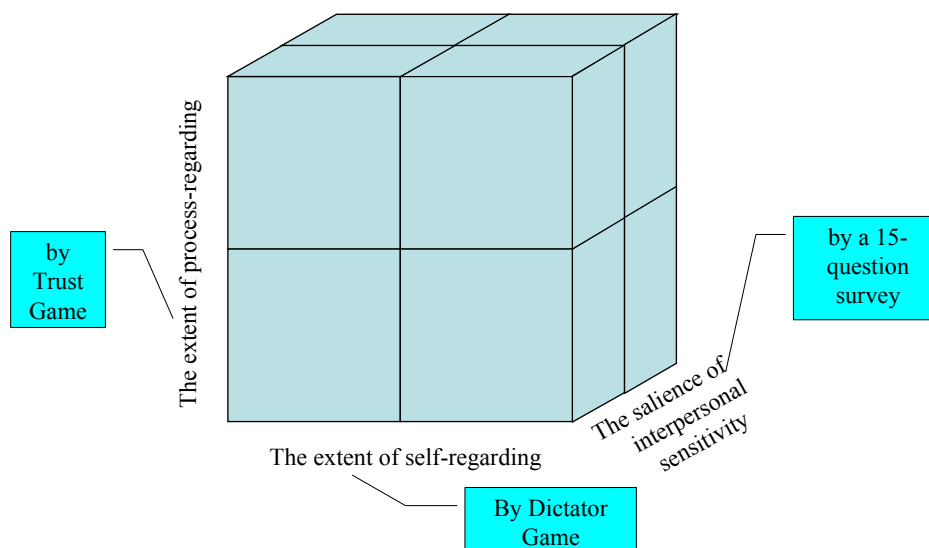 The extent of process-regarding
by
Trust
Game
by a 15-
question
survey
The salience of
interpersonal
sensitivity
The extent of self-regarding
By Dictator
Game